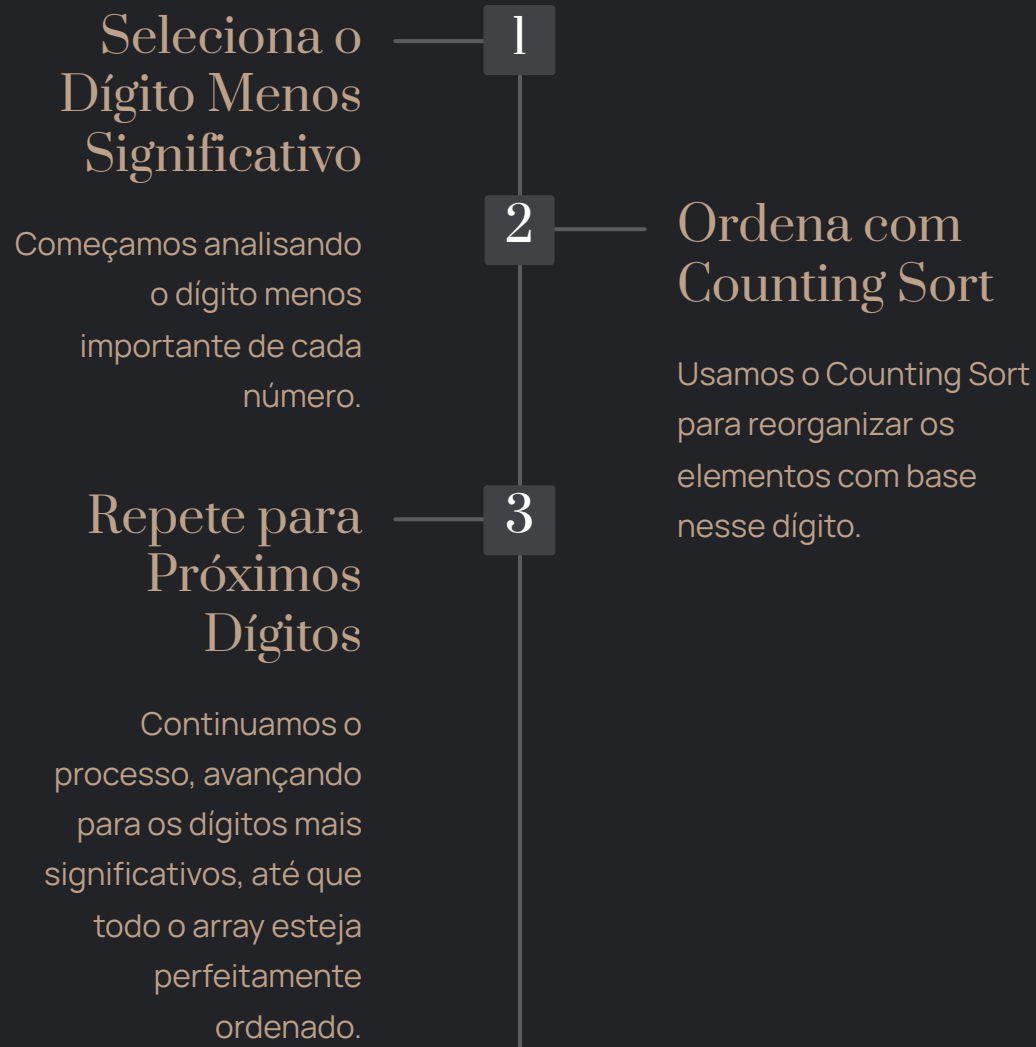 1
Seleciona o
Dígito Menos
Significativo
Começamos analisando
o dígito menos
importante de cada
número.
2
Ordena com
Counting Sort
Usamos o Counting Sort
para reorganizar os
elementos com base
nesse dígito.
3
Repete para
Próximos
Dígitos
Continuamos o
processo, avançando
para os dígitos mais
significativos, até que
todo o array esteja
perfeitamente
ordenado.